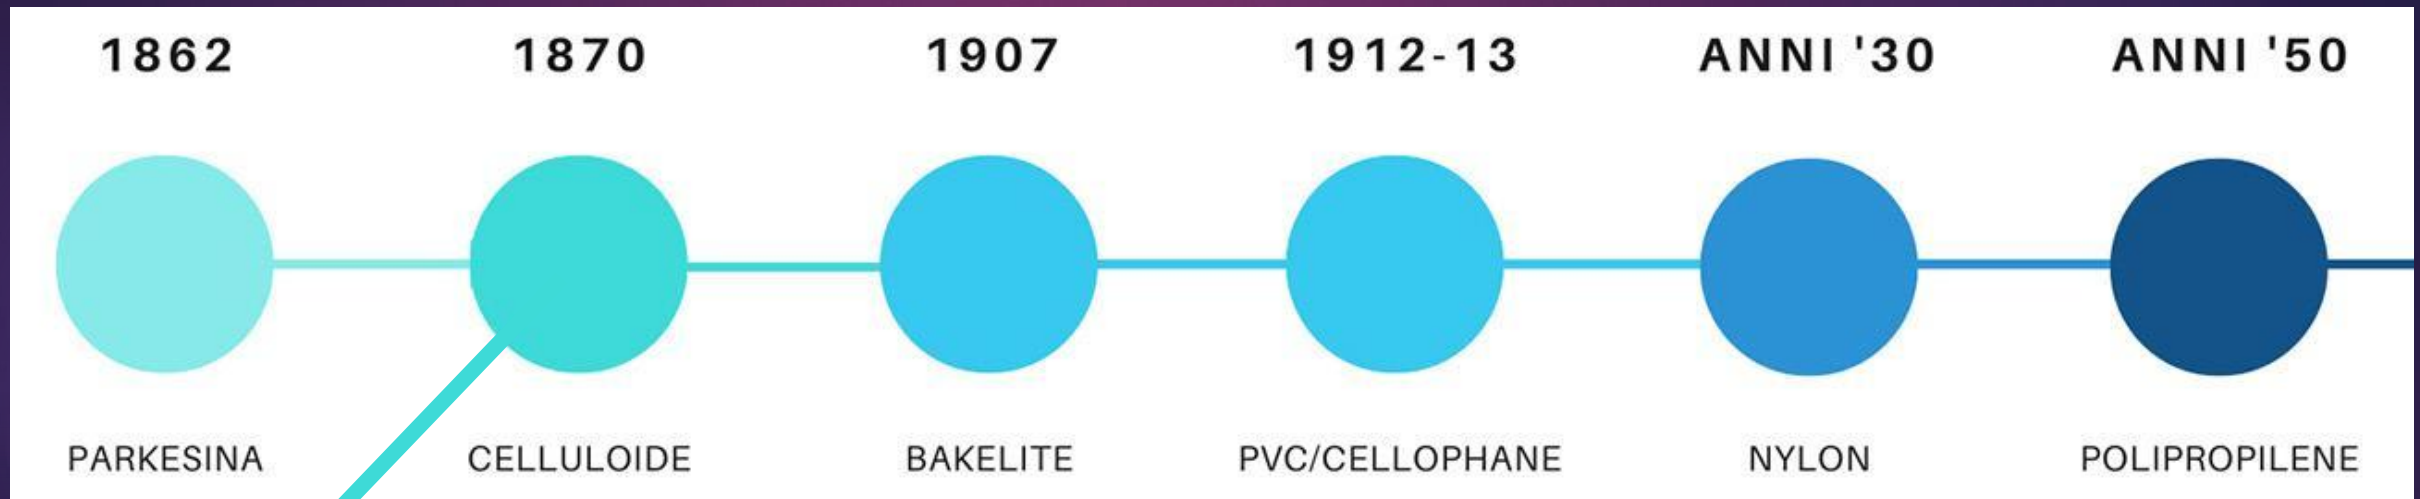 1862 1870 1907 1912-13 ANNI '30 ANNI '50
PARKESINA CELLULOIDE BAKELITE PVC/CELLOPHANE NYLON POLIPROPILENE